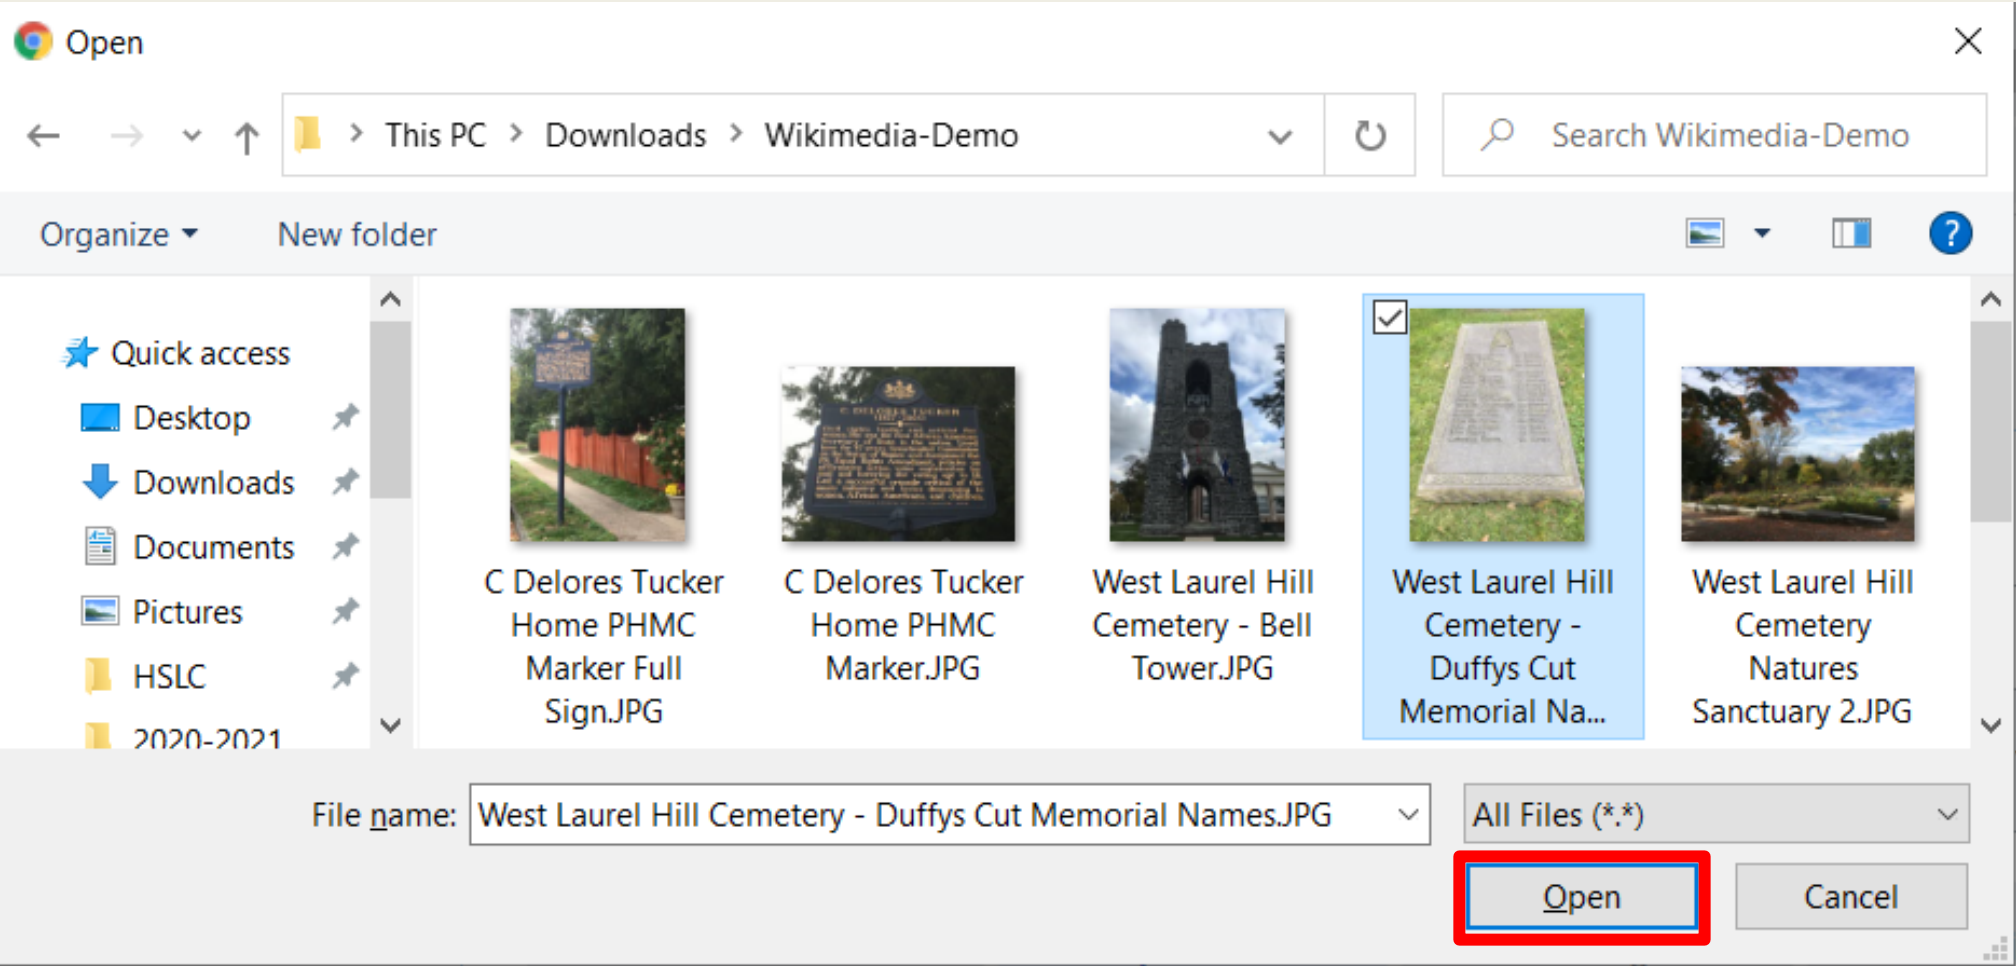 Open
This PC > Downloads > Wikimedia-Demo
Search Wikimedia-Demo
Organize
New folder
?
Quick access
Desktop
Downloads
Documents
Pictures
HSLC
2020-2021
C DELORES TUCKER
C Delores Tucker
Home PHMC
Marker Full
Sign.JPG
C Delores Tucker
Home PHMC
Marker.JPG
West Laurel Hill
Cemetery - Bell
Tower.JPG
West Laurel Hill
Cemetery -
Duffys Cut
Memorial Na...
West Laurel Hill
Cemetery
Natures
Sanctuary 2.JPG
File name:
West Laurel Hill Cemetery - Duffys Cut Memorial Names.JPG
All Files (*.*)
Open
Cancel